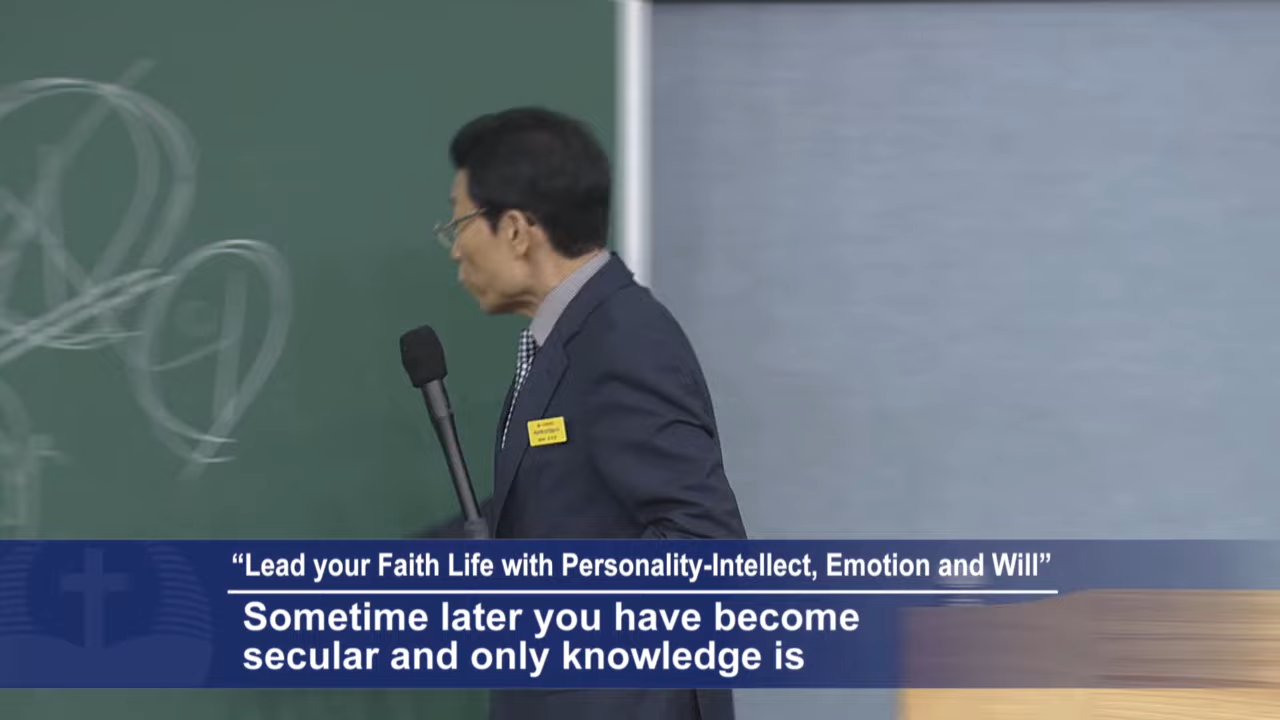 “Lead your Faith Life with Personality-Intellect, Emotion and Will”
Sometime later you have become
secular and only knowledge is